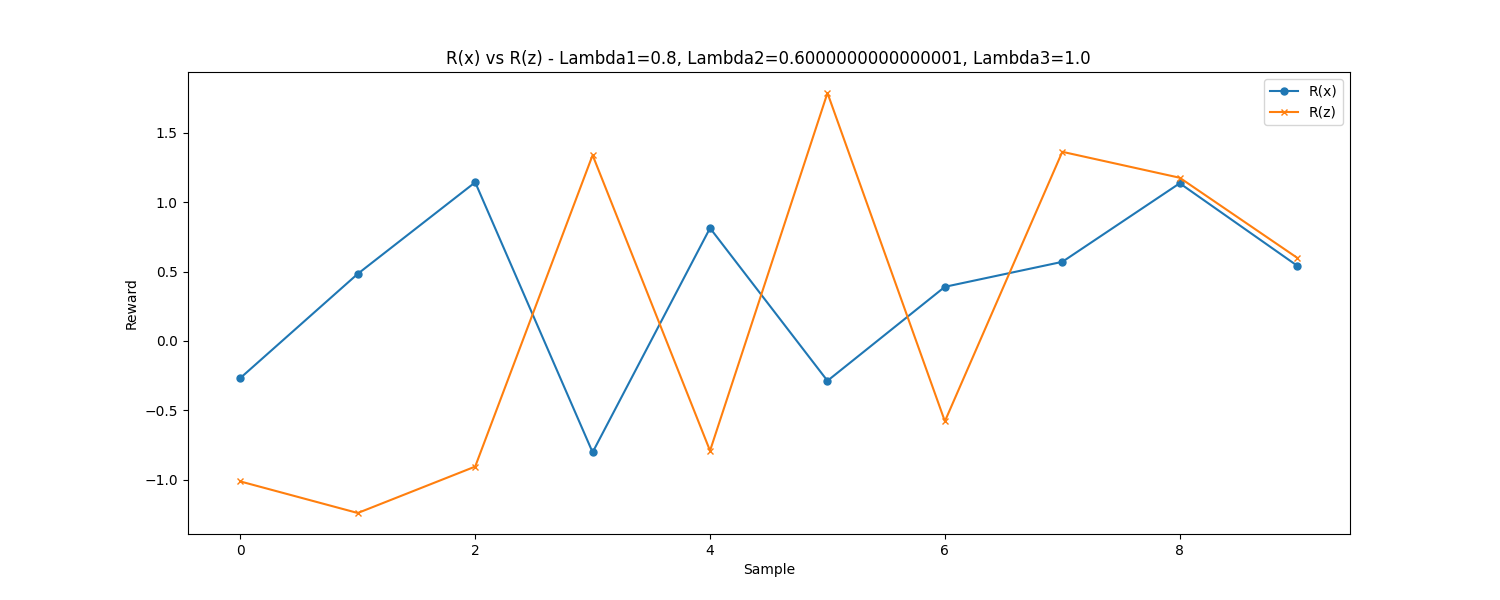 R(x) vs R(z) - Lambda1=0.8, Lambda2=0.6000000000000001, Lambda3=1.0
R(x)
R(z)
1.5
1.0
0.5
0.0
−0.5
−1.0
Reward
0 2 4 6 8
Sample